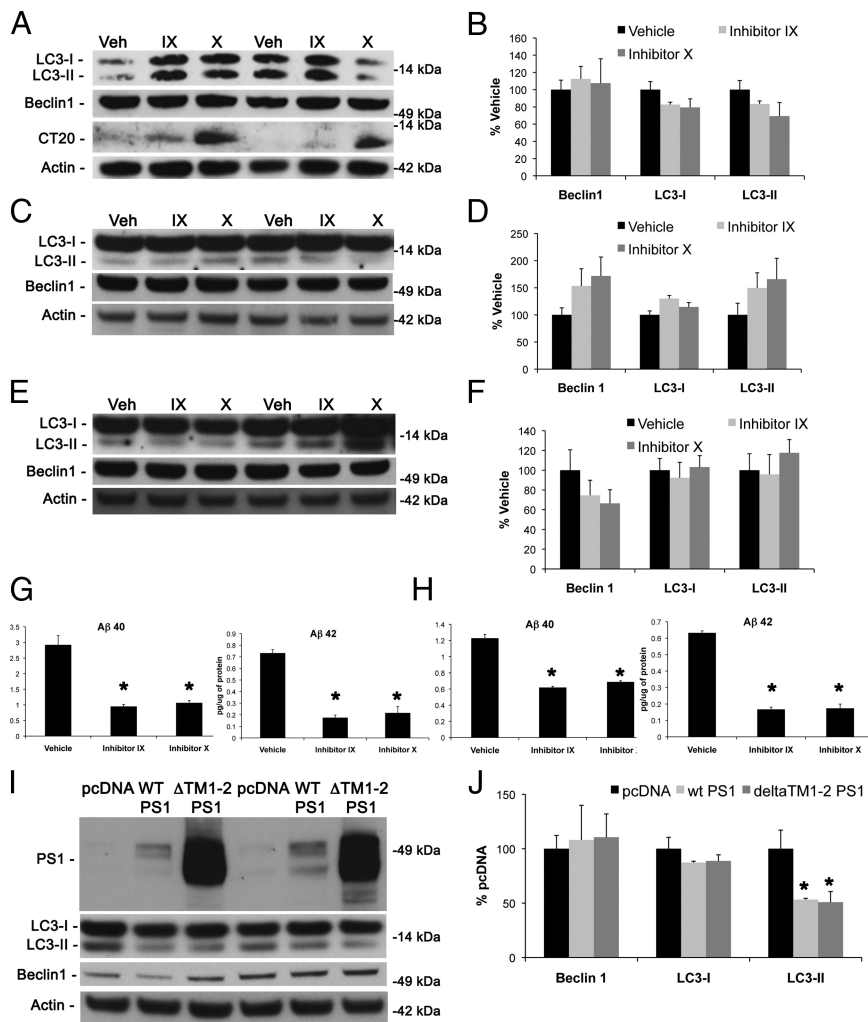 A
Veh IX X Veh IX X
LC3-I
LC3-II
-14 kDa
Beclin1
-49 kDa
-14 kDa
CT20
Actin -
-42 kDa
B
Vehicle
Inhibitor IX
Inhibitor X
% Vehicle
160
140
120
100
80
60
40
20
0
Beclin1
LC3-I
LC3-II
C
Veh IX X Veh IX X
LC3-I -
LC3-II -
-14 kDa
Beclin1
-49 kDa
Actin -
-42 kDa
D
Vehicle
Inhibitor IX
Inhibitor X
% Vehicle
250
200
150
100
50
0
Beclin 1
LC3-I
LC3-II
E
Veh IX X Veh IX X
LC3-I -
LC3-II -
-14 kDa
Beclin1
-49 kDa
Actin -
-42 kDa
F
Vehicle
Inhibitor IX
Inhibitor X
% Vehicle
140
120
100
80
60
40
20
0
Beclin 1
LC3-I
LC3-II
G
Aβ 40
3.5
3
2.5
2
1.5
1
0.5
0
* *
Vehicle
Inhibitor IX
Inhibitor X
Aβ 42
pg/ug of protein
0.9
0.8
0.7
0.6
0.5
0.4
0.3
0.2
0.1
0
* *
Vehicle
Inhibitor IX
Inhibitor X
H
Aβ 40
1.4
1.2
1
0.8
0.6
0.4
0.2
0
* *
Vehicle
Inhibitor IX
Inhibitor
Aβ 42
pg/ug of protein
0.7
0.6
0.5
0.4
0.3
0.2
0.1
0
* *
Vehicle
Inhibitor IX
Inhibitor X
I
pcDNA WT ΔTM1-2 pcDNA WT ΔTM1-2
PS1 PS1 PS1 PS1
PS1 -
-49 kDa
LC3-I -
LC3-II -
-14 kDa
Beclin1 -
-49 kDa
Actin -
-42 kDa
J
pcDNA
wt PS1
deltaTM1-2 PS1
% pcDNA
150
100
50
0
* *
Beclin 1
LC3-I
LC3-II